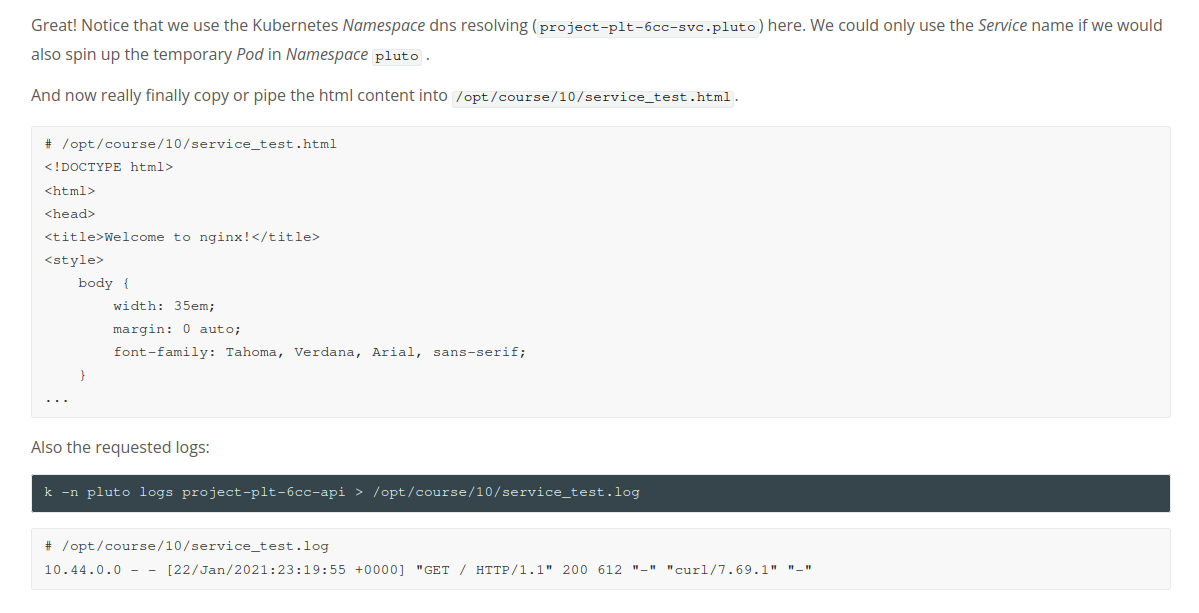 Great! Notice that we use the Kubernetes Namespace dns resolving (project-plt-6cc-svc.pluto) here. We could only use the Service name if we would
also spin up the temporary Pod in Namespace pluto .
And now really finally copy or pipe the html content into /opt/course/10/service_test.html.
# /opt/course/10/service_test.html
<!DOCTYPE html>
<html>
<head>
<title>Welcome to nginx!</title>
<style>
    body {
        width: 35em;
        margin: 0 auto;
        font-family: Tahoma, Verdana, Arial, sans-serif;
    }
...
Also the requested logs:
k -n pluto logs project-plt-6cc-api > /opt/course/10/service_test.log
# /opt/course/10/service_test.log
10.44.0.0 - - [22/Jan/2021:23:19:55 +0000] "GET / HTTP/1.1" 200 612 "-" "curl/7.69.1" "-"